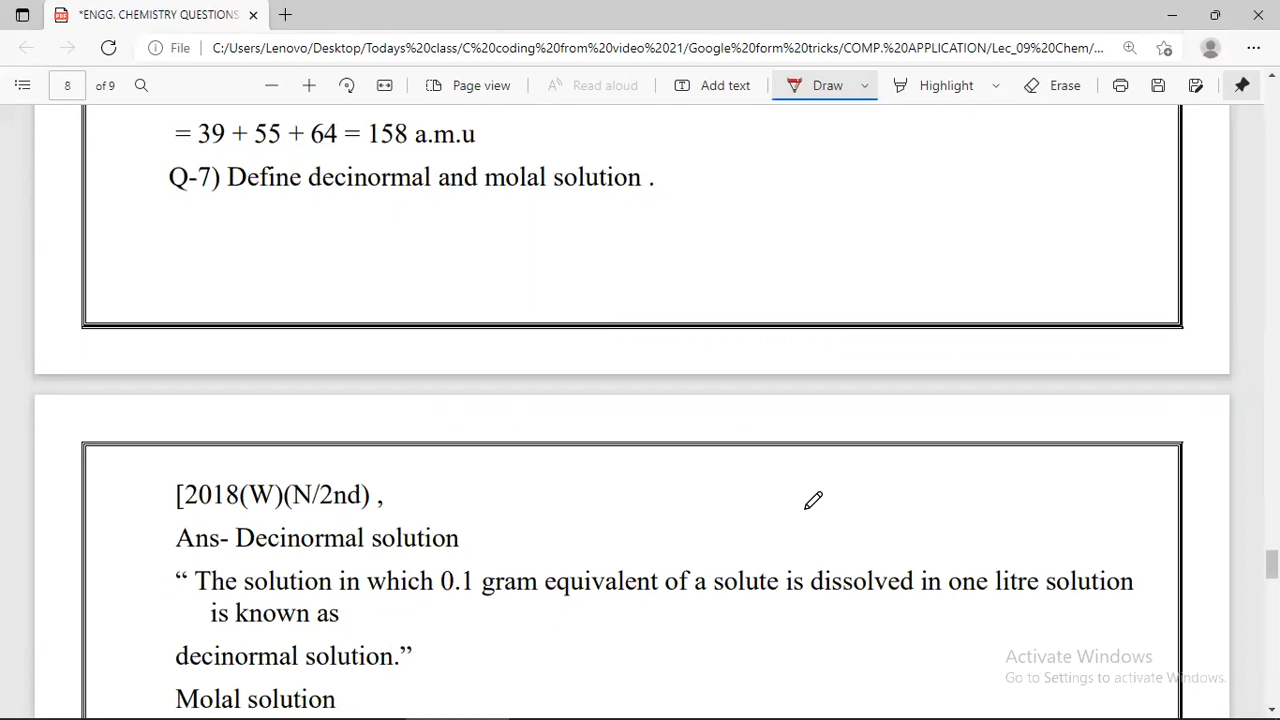 *ENGG. CHEMISTRY QUESTIONS
File C:/Users/Lenovo/Desktop/Todays%20class/C%20coding%20from%20video%2021/Google%20form%20tricks/COMP.%20APPLICATION/Lec_09%20Chem/...
8 of 9 Page view Read aloud Add text Draw Highlight Erase
= 39 + 55 + 64 = 158 a.m.u
Q-7) Define decinormal and molal solution .
[2018(W)(N/2nd) ,
Ans- Decinormal solution
“ The solution in which 0.1 gram equivalent of a solute is dissolved in one litre solution
is known as
decinormal solution.”
Molal solution
Activate Windows
Go to Settings to activate Windows.